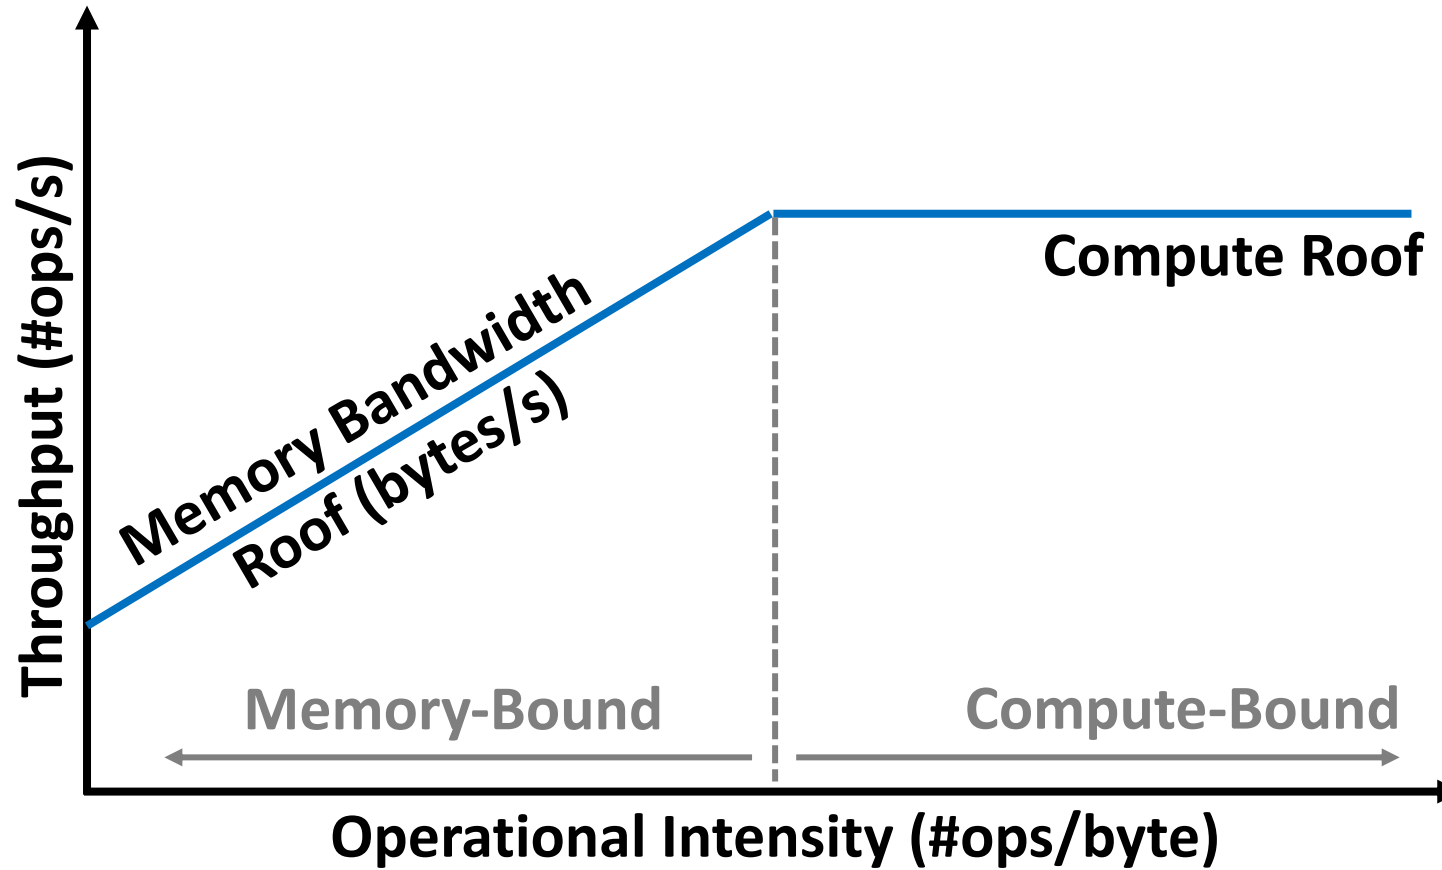 Throughput (#ops/s)
Memory Bandwidth
Roof (bytes/s)
Compute Roof
Memory-Bound
Compute-Bound
Operational Intensity (#ops/byte)